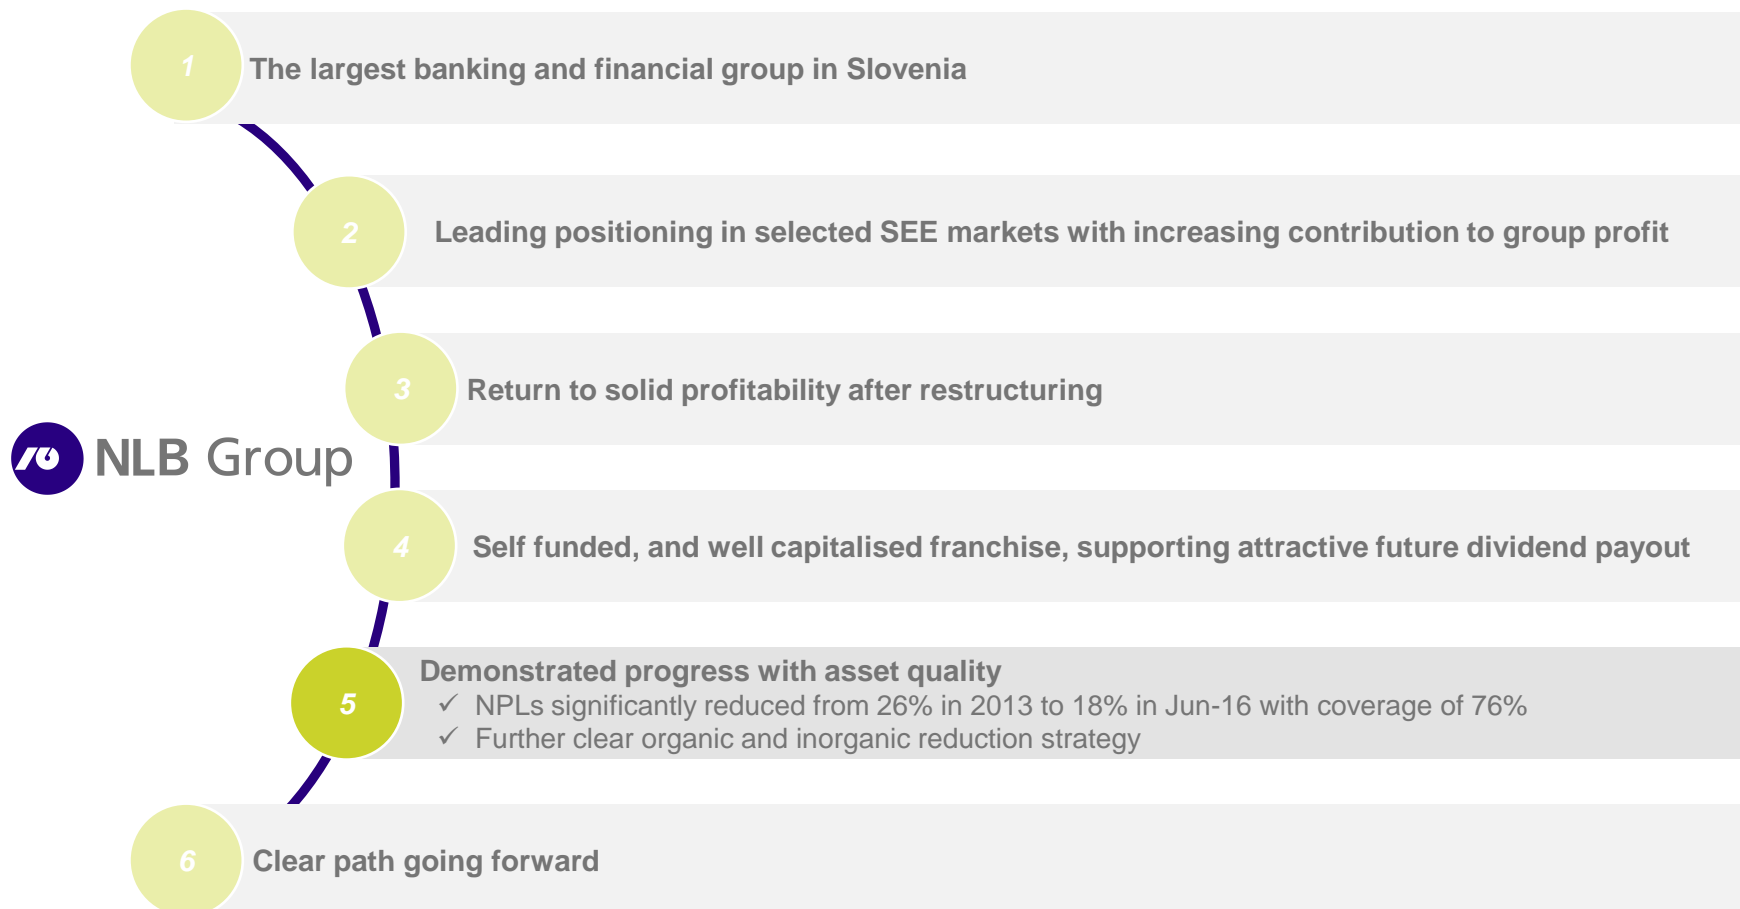 1
The largest banking and financial group in Slovenia
2
Leading positioning in selected SEE markets with increasing contribution to group profit
3
Return to solid profitability after restructuring
NLB Group
4
Self funded, and well capitalised franchise, supporting attractive future dividend payout
5
Demonstrated progress with asset quality
✓ NPLs significantly reduced from 26% in 2013 to 18% in Jun-16 with coverage of 76%
✓ Further clear organic and inorganic reduction strategy
6
Clear path going forward